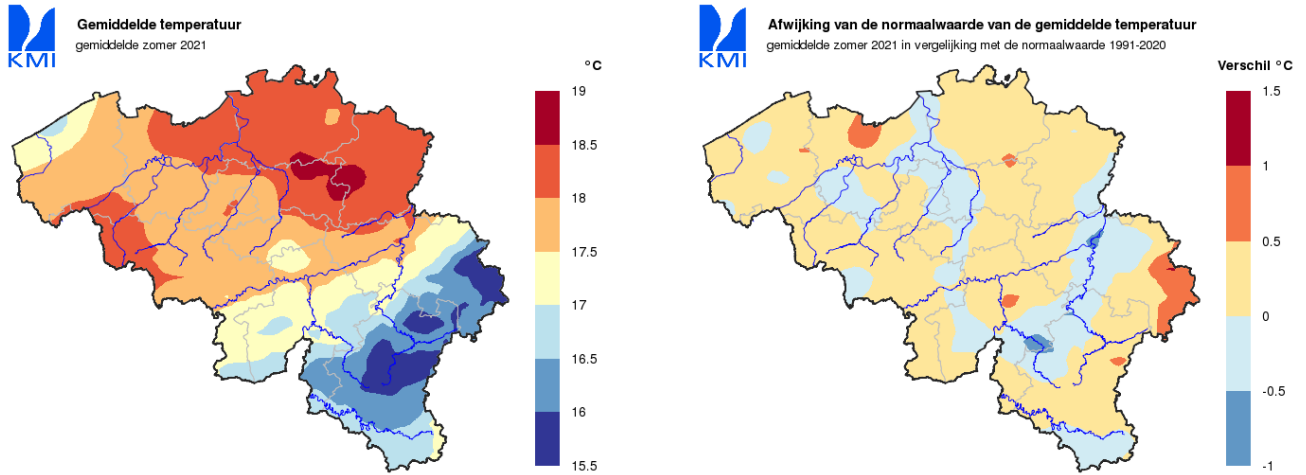 KMI
Gemiddelde temperatuur
gemiddelde zomer 2021
°C
19
18.5
18
17.5
17
16.5
16
15.5
KMI
Afwijking van de normaalwaarde van de gemiddelde temperatuur
gemiddelde zomer 2021 in vergelijking met de normaalwaarde 1991-2020
Verschil °C
1.5
1
0.5
0
-0.5
-1